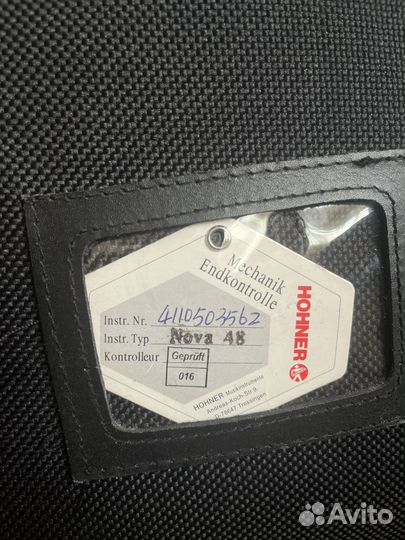 Mechanik
Endkontrolle
HOHNER
Instr. Nr. 4110503562
Instr. Typ Nova 48
Kontrolleur Geprüft
016
HOHNER Musikinstrumente
Andreas-Koch-Str.9
D-78647 Trossingen
Avito